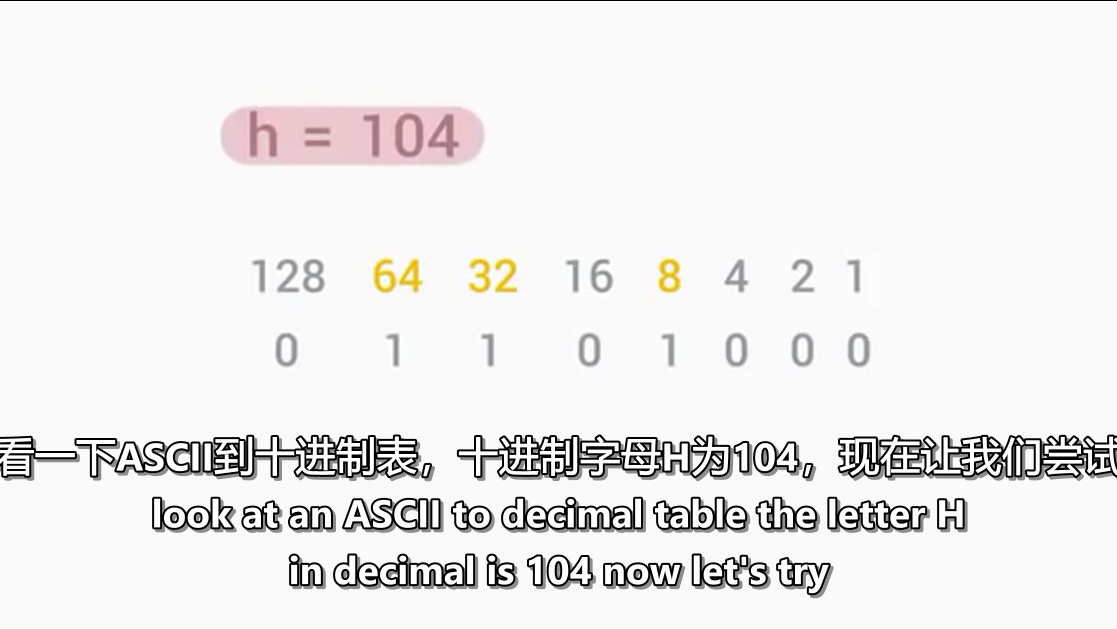 h = 104
128 64 32 16 8 4 2 1
0 1 1 0 1 0 0 0
看一下ASCII到十进制表，十进制字母H为104，现在让我们尝试
look at an ASCII to decimal table the letter H
in decimal is 104 now let's try